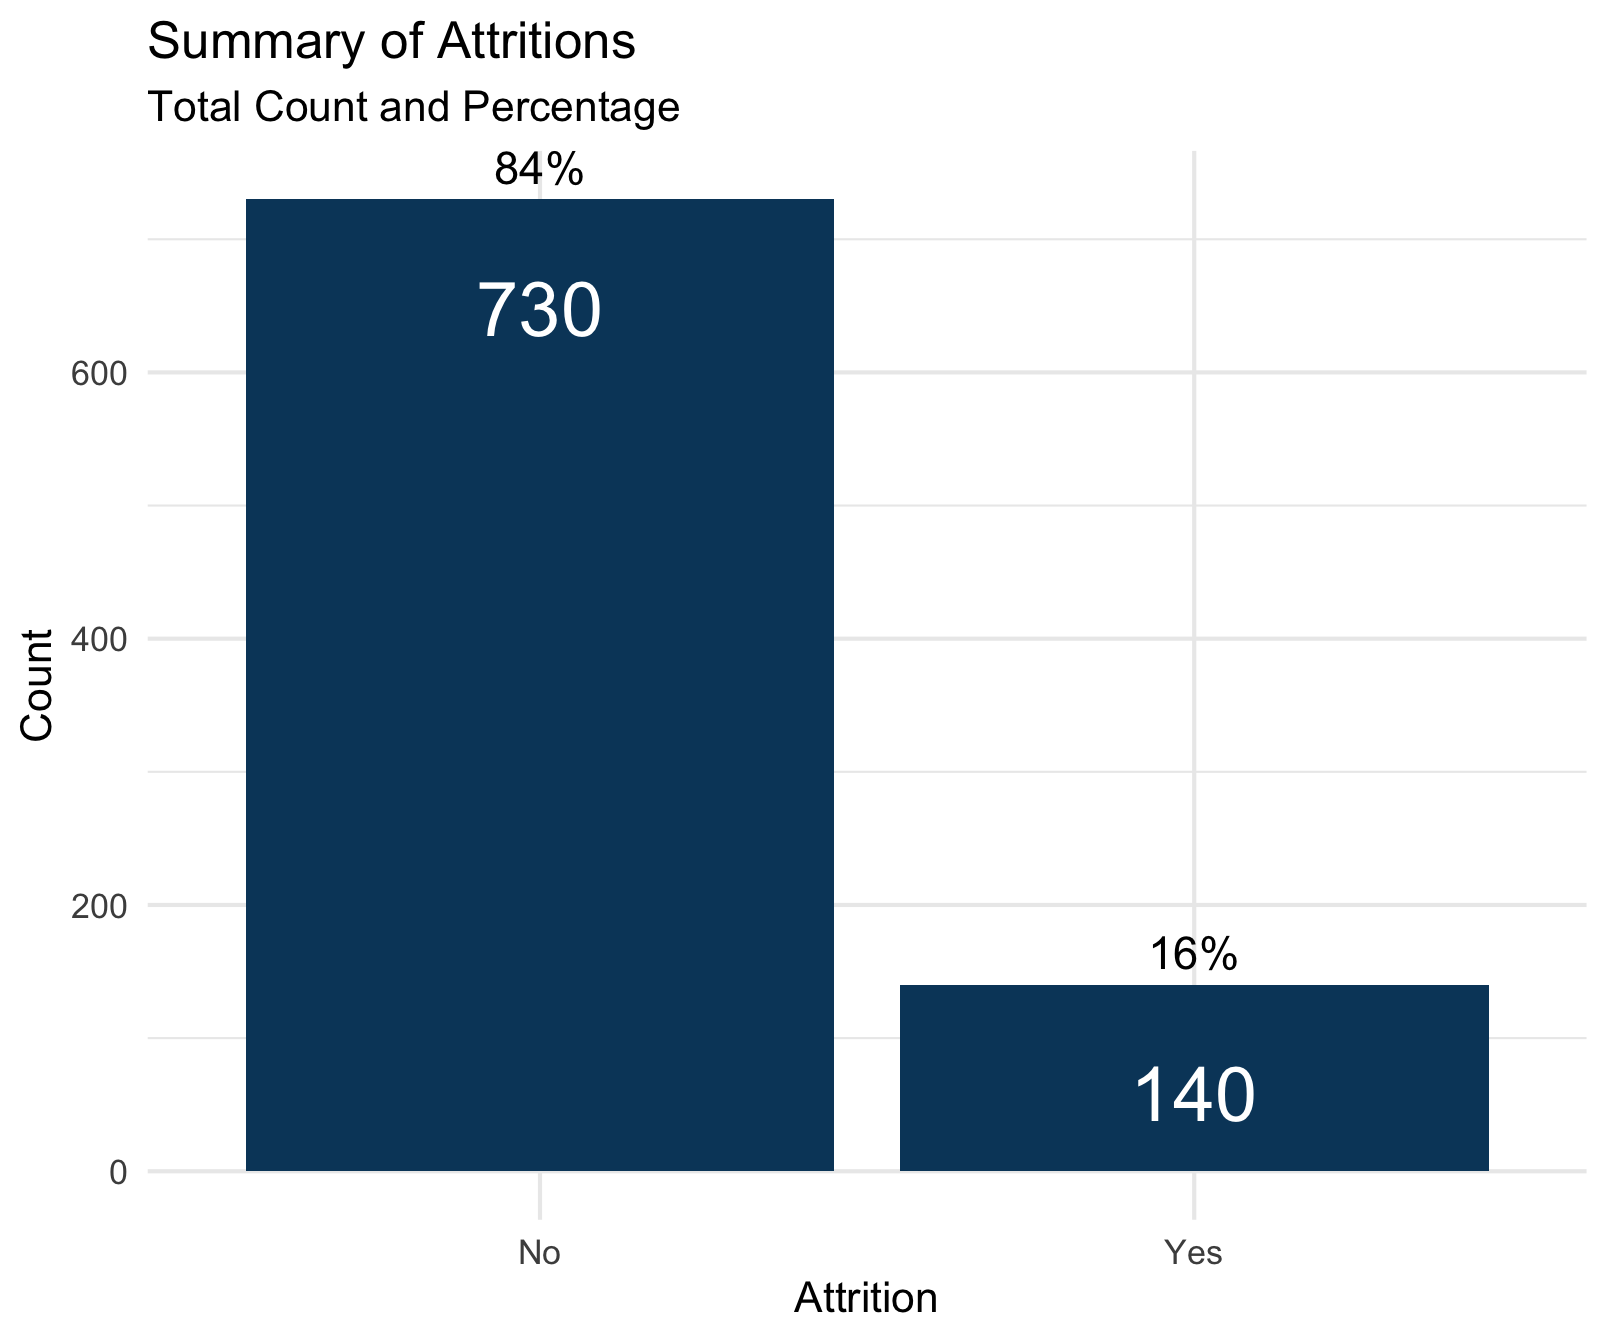 Summary of Attritions
Total Count and Percentage
84%
730
600
400
200
0
Count
16%
140
No
Yes
Attrition